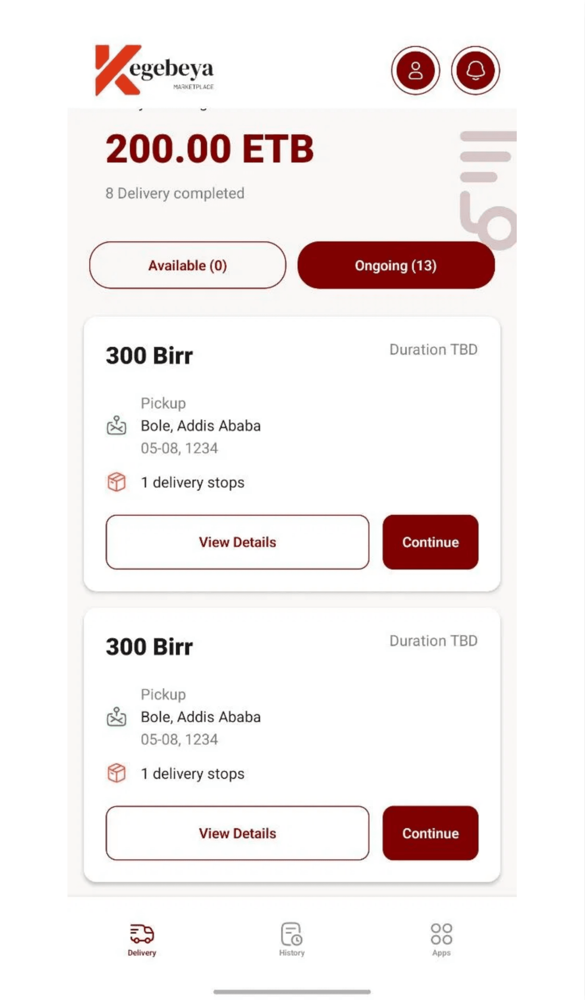 Kegebeya
MARKETPLACE
200.00 ETB
8 Delivery completed
Available (0)
Ongoing (13)
300 Birr
Duration TBD
Pickup
Bole, Addis Ababa
05-08, 1234
1 delivery stops
View Details
Continue
300 Birr
Duration TBD
Pickup
Bole, Addis Ababa
05-08, 1234
1 delivery stops
View Details
Continue
Delivery
History
Apps